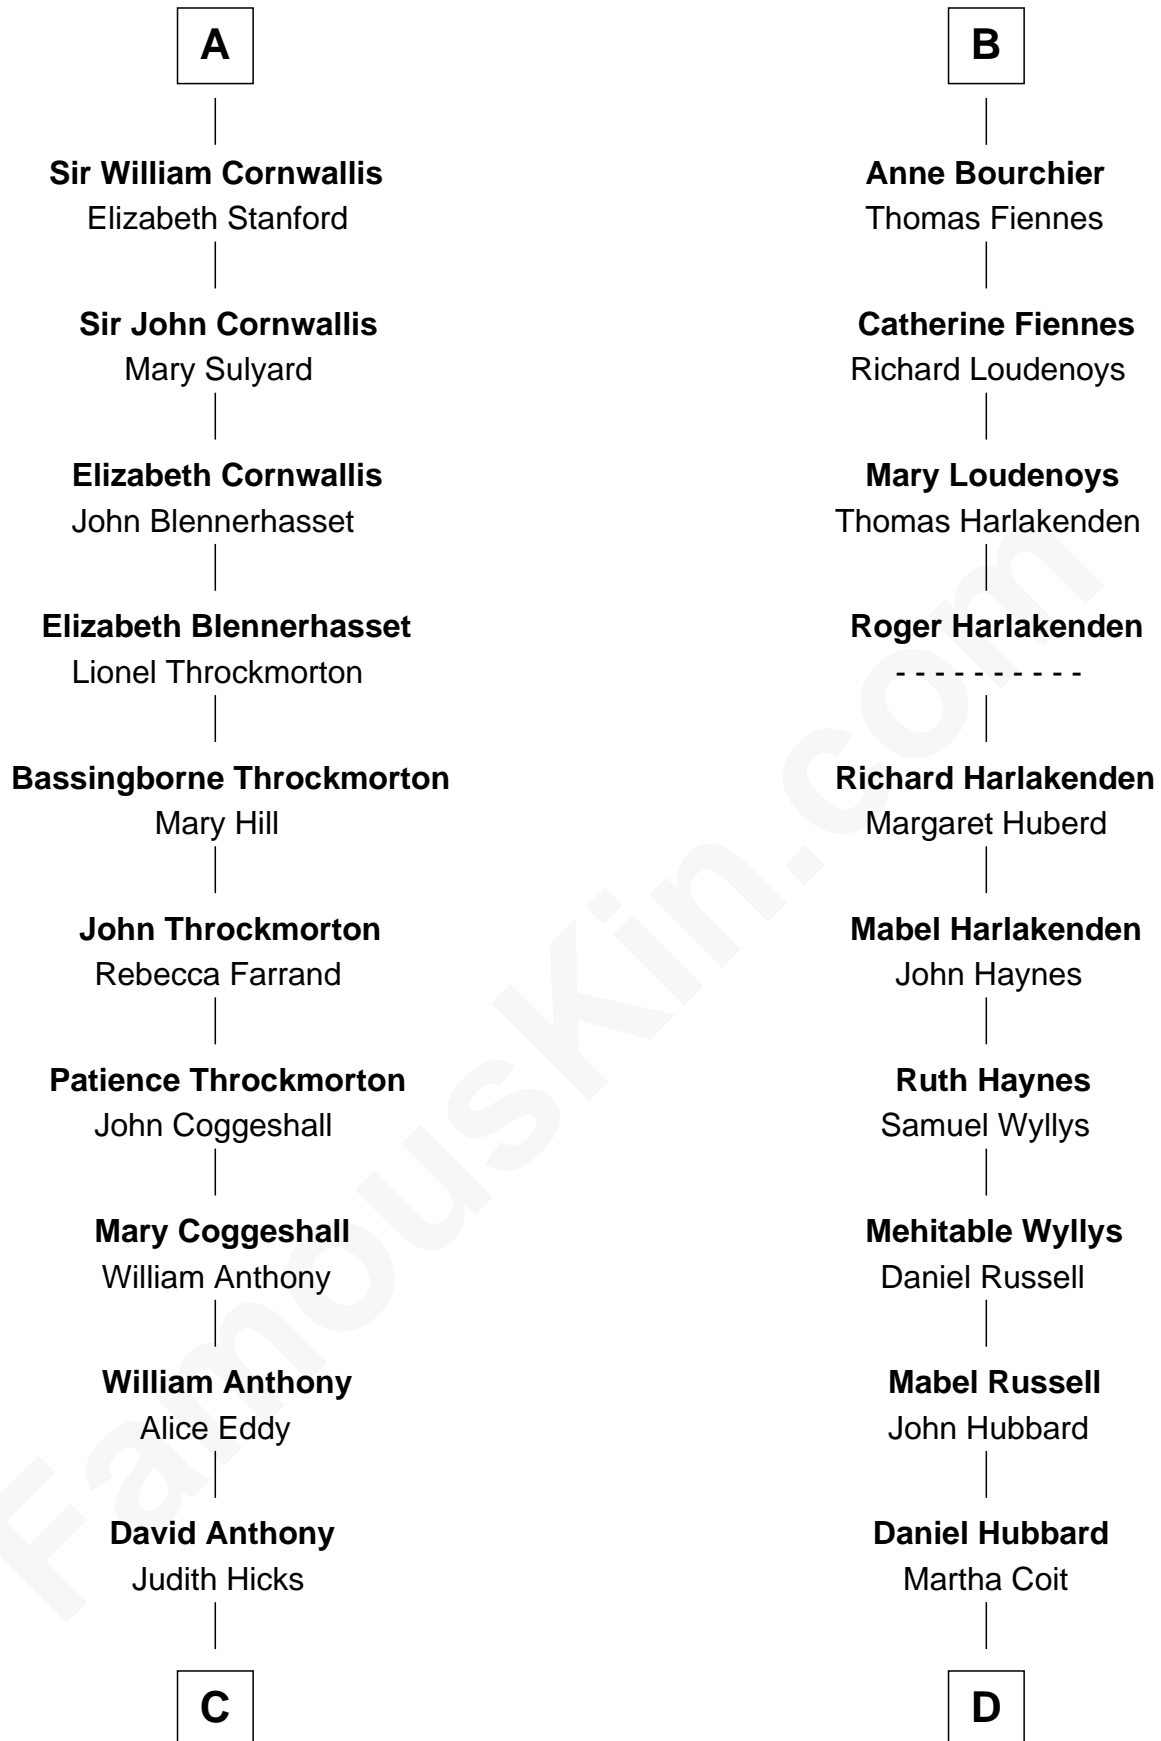 A
Sir William Cornwallis
Elizabeth Stanford
Sir John Cornwallis
Mary Sulyard
Elizabeth Cornwallis
John Blennerhasset
Elizabeth Blennerhasset
Lionel Throckmorton
Bassingborne Throckmorton
Mary Hill
John Throckmorton
Rebecca Farrand
Patience Throckmorton
John Coggeshall
Mary Coggeshall
William Anthony
William Anthony
Alice Eddy
David Anthony
Judith Hicks
C
B
Anne Bourchier
Thomas Fiennes
Catherine Fiennes
Richard Loudenoys
Mary Loudenoys
Thomas Harlakenden
Roger Harlakenden
- - - - - - - - - -
Richard Harlakenden
Margaret Huberd
Mabel Harlakenden
John Haynes
Ruth Haynes
Samuel Wyllys
Mehitable Wyllys
Daniel Russell
Mabel Russell
John Hubbard
Daniel Hubbard
Martha Coit
D
FamousKin.com